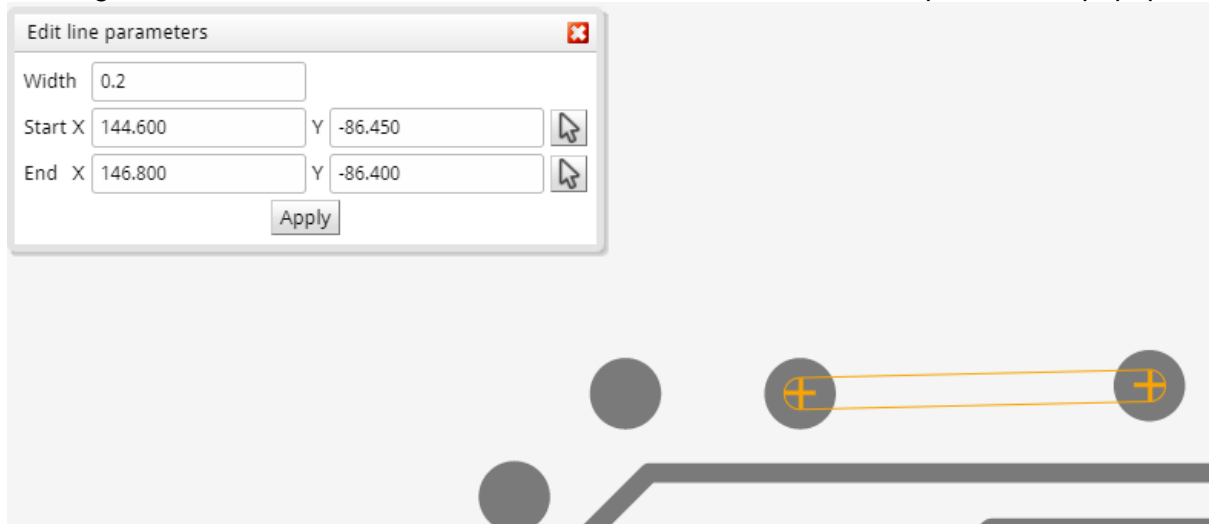 Edit line parameters
Width 0.2
Start X 144.600 Y -86.450
End X 146.800 Y -86.400
Apply